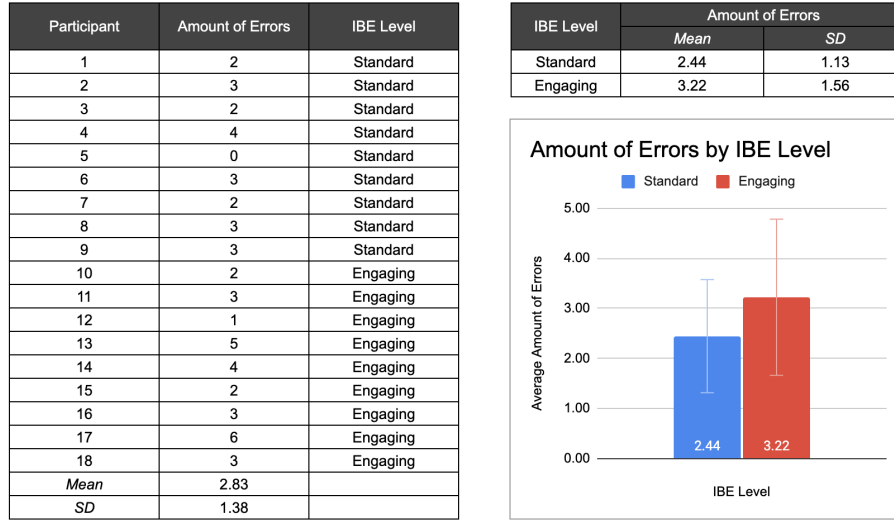 Participant Amount of Errors IBE Level
1 2 Standard
2 3 Standard
3 2 Standard
4 4 Standard
5 0 Standard
6 3 Standard
7 2 Standard
8 3 Standard
9 3 Standard
10 2 Engaging
11 3 Engaging
12 1 Engaging
13 5 Engaging
14 4 Engaging
15 2 Engaging
16 3 Engaging
17 6 Engaging
18 3 Engaging
Mean 2.83
SD 1.38
IBE Level Amount of Errors
Mean SD
Standard 2.44 1.13
Engaging 3.22 1.56
Amount of Errors by IBE Level
Standard Engaging
Average Amount of Errors
5.00
4.00
3.00
2.00
1.00
0.00
2.44 3.22
IBE Level